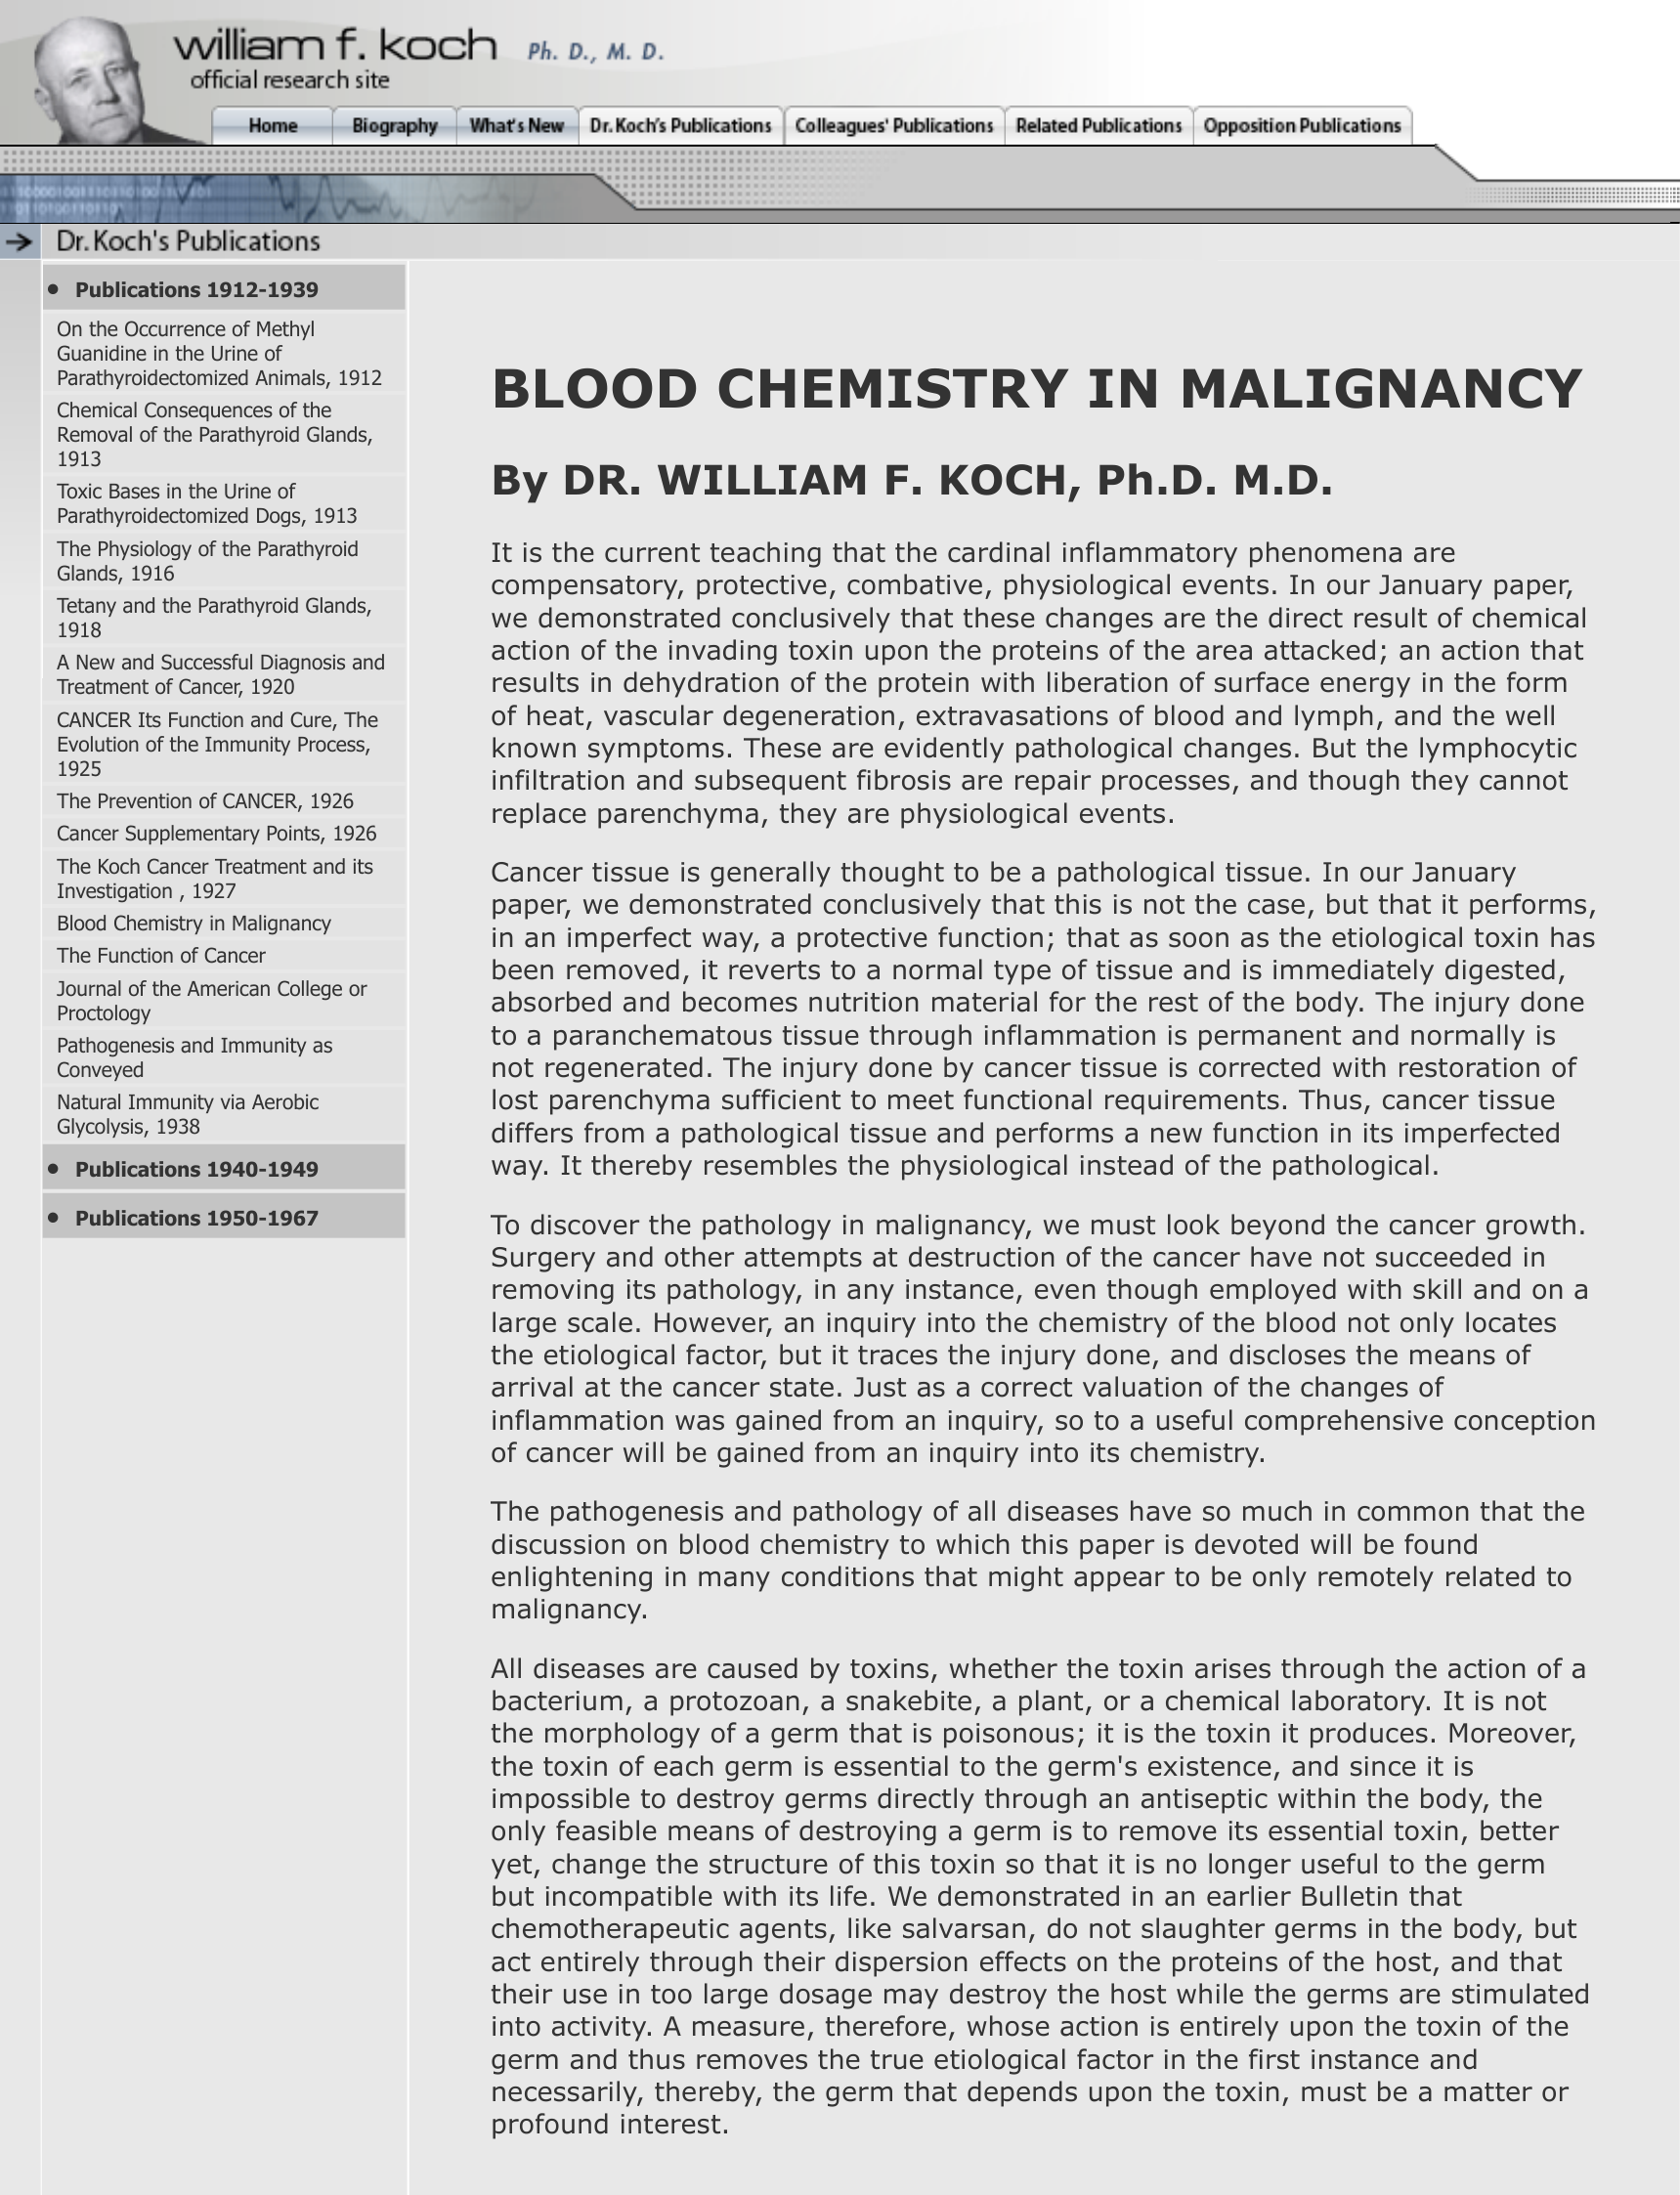 william f. koch Ph. D., M. D.
official research site
Home Biography What's New Dr. Koch's Publications Colleagues' Publications Related Publications Opposition Publications
Dr. Koch's Publications
• Publications 1912-1939
On the Occurrence of Methyl
Guanidine in the Urine of
Parathyroidectomized Animals, 1912
Chemical Consequences of the
Removal of the Parathyroid Glands,
1913
Toxic Bases in the Urine of
Parathyroidectomized Dogs, 1913
The Physiology of the Parathyroid
Glands, 1916
Tetany and the Parathyroid Glands,
1918
A New and Successful Diagnosis and
Treatment of Cancer, 1920
CANCER Its Function and Cure, The
Evolution of the Immunity Process,
1925
The Prevention of CANCER, 1926
Cancer Supplementary Points, 1926
The Koch Cancer Treatment and its
Investigation , 1927
Blood Chemistry in Malignancy
The Function of Cancer
Journal of the American College or
Proctology
Pathogenesis and Immunity as
Conveyed
Natural Immunity via Aerobic
Glycolysis, 1938
• Publications 1940-1949
• Publications 1950-1967
BLOOD CHEMISTRY IN MALIGNANCY
By DR. WILLIAM F. KOCH, Ph.D. M.D.
It is the current teaching that the cardinal inflammatory phenomena are
compensatory, protective, combative, physiological events. In our January paper,
we demonstrated conclusively that these changes are the direct result of chemical
action of the invading toxin upon the proteins of the area attacked; an action that
results in dehydration of the protein with liberation of surface energy in the form
of heat, vascular degeneration, extravasations of blood and lymph, and the well
known symptoms. These are evidently pathological changes. But the lymphocytic
infiltration and subsequent fibrosis are repair processes, and though they cannot
replace parenchyma, they are physiological events.
Cancer tissue is generally thought to be a pathological tissue. In our January
paper, we demonstrated conclusively that this is not the case, but that it performs,
in an imperfect way, a protective function; that as soon as the etiological toxin has
been removed, it reverts to a normal type of tissue and is immediately digested,
absorbed and becomes nutrition material for the rest of the body. The injury done
to a paranchematous tissue through inflammation is permanent and normally is
not regenerated. The injury done by cancer tissue is corrected with restoration of
lost parenchyma sufficient to meet functional requirements. Thus, cancer tissue
differs from a pathological tissue and performs a new function in its imperfected
way. It thereby resembles the physiological instead of the pathological.
To discover the pathology in malignancy, we must look beyond the cancer growth.
Surgery and other attempts at destruction of the cancer have not succeeded in
removing its pathology, in any instance, even though employed with skill and on a
large scale. However, an inquiry into the chemistry of the blood not only locates
the etiological factor, but it traces the injury done, and discloses the means of
arrival at the cancer state. Just as a correct valuation of the changes of
inflammation was gained from an inquiry, so to a useful comprehensive conception
of cancer will be gained from an inquiry into its chemistry.
The pathogenesis and pathology of all diseases have so much in common that the
discussion on blood chemistry to which this paper is devoted will be found
enlightening in many conditions that might appear to be only remotely related to
malignancy.
All diseases are caused by toxins, whether the toxin arises through the action of a
bacterium, a protozoan, a snakebite, a plant, or a chemical laboratory. It is not
the morphology of a germ that is poisonous; it is the toxin it produces. Moreover,
the toxin of each germ is essential to the germ's existence, and since it is
impossible to destroy germs directly through an antiseptic within the body, the
only feasible means of destroying a germ is to remove its essential toxin, better
yet, change the structure of this toxin so that it is no longer useful to the germ
but incompatible with its life. We demonstrated in an earlier Bulletin that
chemotherapeutic agents, like salvarsan, do not slaughter germs in the body, but
act entirely through their dispersion effects on the proteins of the host, and that
their use in too large dosage may destroy the host while the germs are stimulated
into activity. A measure, therefore, whose action is entirely upon the toxin of the
germ and thus removes the true etiological factor in the first instance and
necessarily, thereby, the germ that depends upon the toxin, must be a matter or
profound interest.